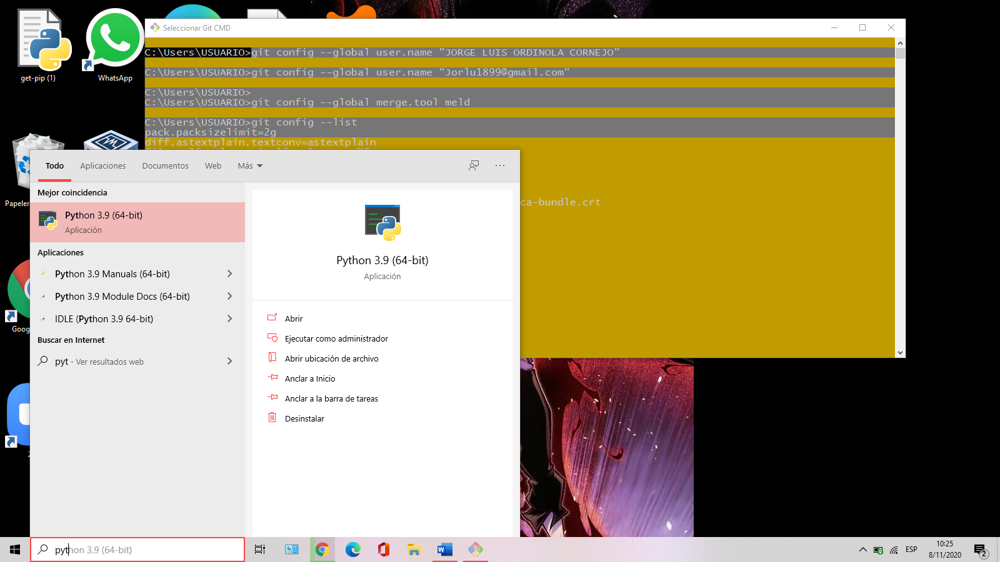 get-pip (1)
WhatsApp
Papeler
Goog
Seleccionar Git CMD
C:\Users\USUARIO>git config --global user.name "JORGE LUIS ORDINOLA CORNEJO"
C:\Users\USUARIO>git config --global user.name "Jorlu1899@gmail.com"
C:\Users\USUARIO>
C:\Users\USUARIO>git config --global merge.tool meld
C:\Users\USUARIO>git config --list
pack.packsizelimit=2g
diff.astextplain.textconv=astextplain
ca-bundle.crt
Todo Aplicaciones Documentos Web Más
Mejor coincidencia
Python 3.9 (64-bit)
Aplicación
Aplicaciones
Python 3.9 Manuals (64-bit)
Python 3.9 Module Docs (64-bit)
IDLE (Python 3.9 64-bit)
Buscar en Internet
pyt - Ver resultados web
Python 3.9 (64-bit)
Aplicación
Abrir
Ejecutar como administrador
Abrir ubicación de archivo
Anclar a Inicio
Anclar a la barra de tareas
Desinstalar
python 3.9 (64-bit)
ESP
10:25
8/11/2020
2